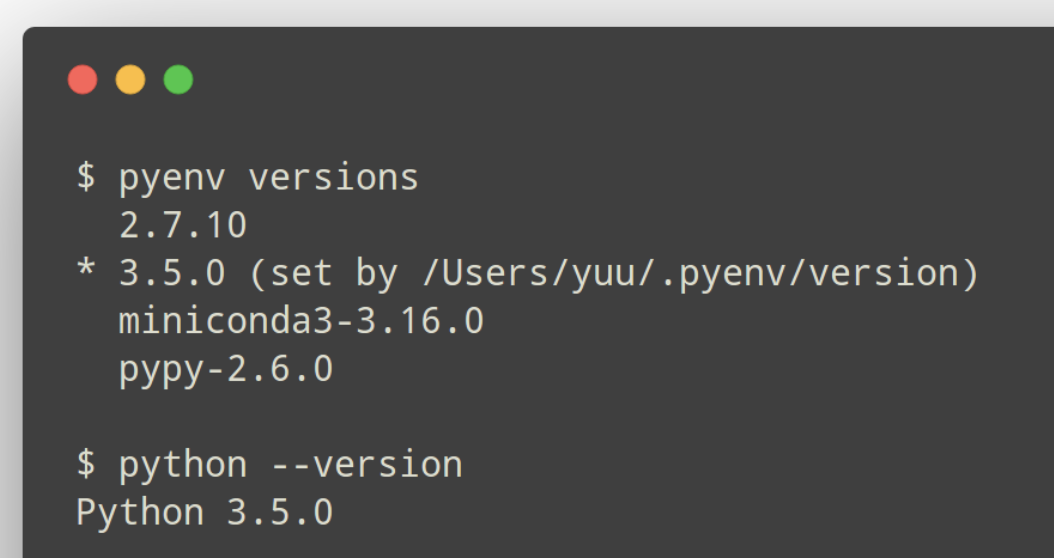 $ pyenv versions
  2.7.10
* 3.5.0 (set by /Users/yuu/.pyenv/version)
  miniconda3-3.16.0
  pypy-2.6.0

$ python --version
Python 3.5.0